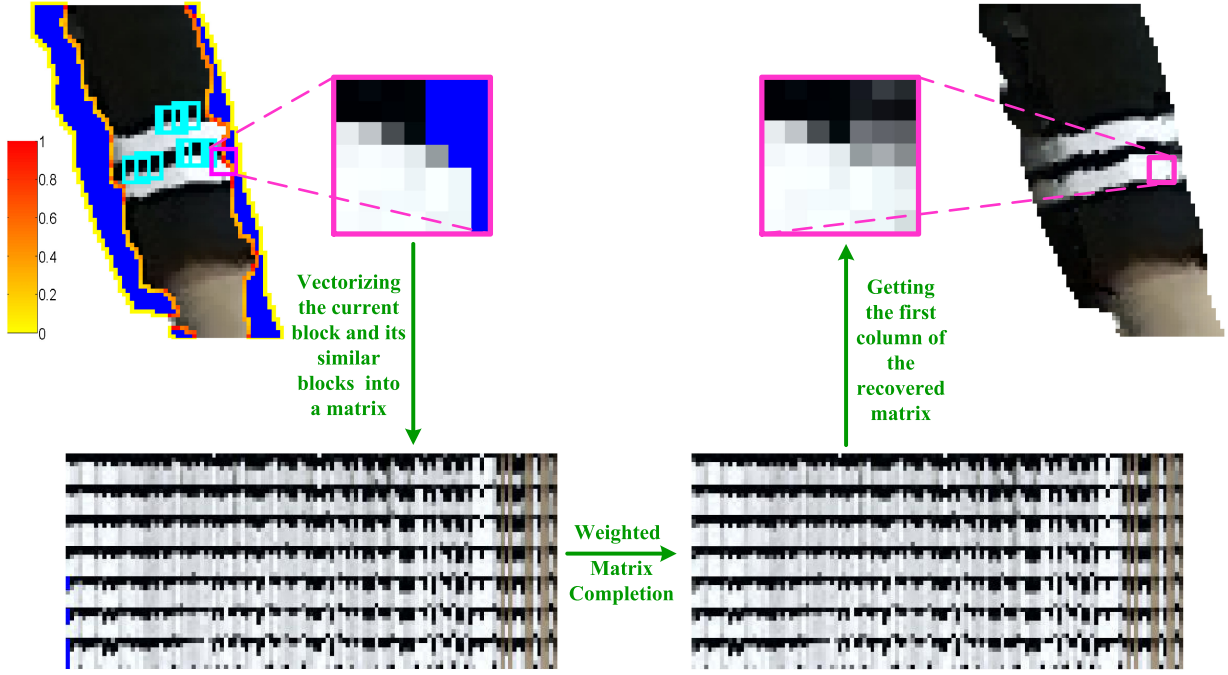 1
0.8
0.6
0.4
0.2
0
Vectorizing
the current
block and its
similar
blocks into
a matrix
Getting
the first
column of
the
recovered
matrix
Weighted
Matrix
Completion